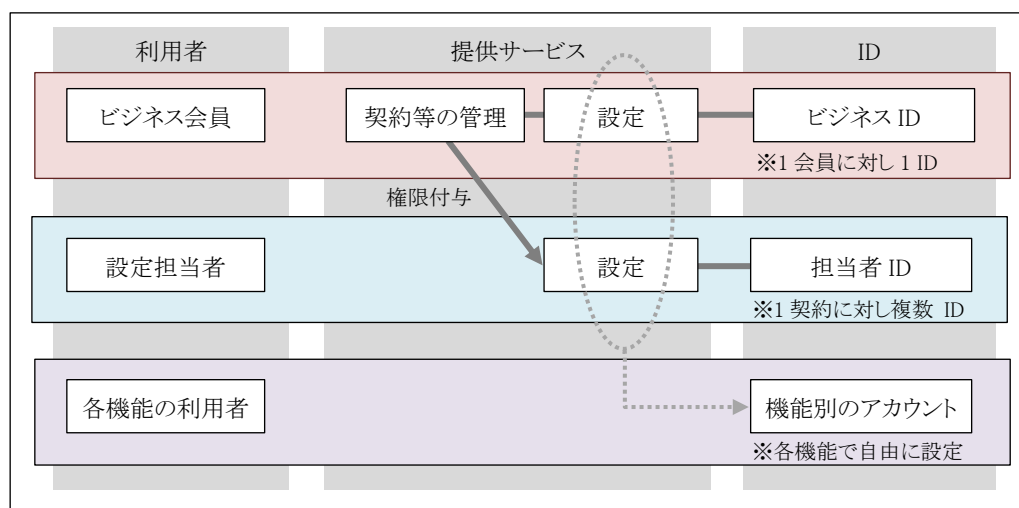 利用者
提供サービス
ID
ビジネス会員
契約等の管理
設定
ビジネス ID
※1 会員に対し 1 ID
権限付与
設定担当者
設定
担当者 ID
※1 契約に対し複数 ID
各機能の利用者
機能別のアカウント
※各機能で自由に設定